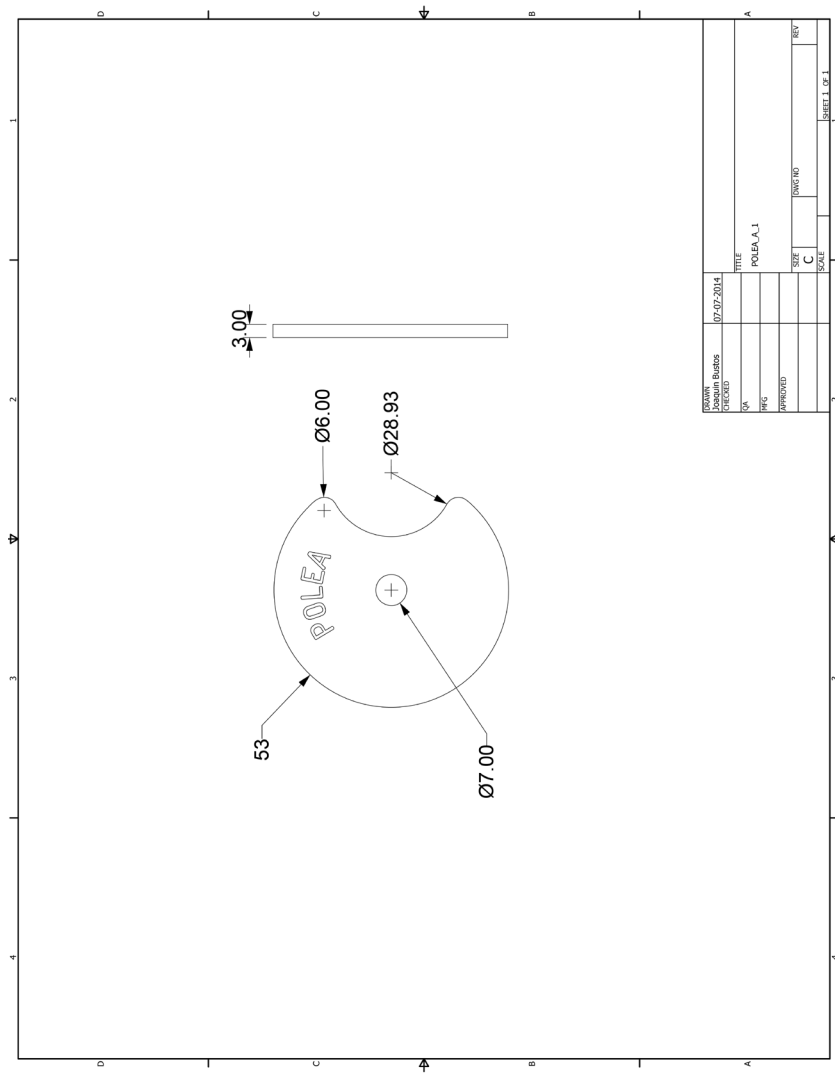 D
C
B
A
1
2
3
4
3.00
Ø6.00
Ø28.93
POLEA
53
Ø7.00
DRAWN
Joaquin Bustos
07-07-2014
CHECKED
QA
MFG
APPROVED
TITLE
POLEA_A_1
SIZE
C
DWG NO
REV
SCALE
SHEET 1 OF 1
D
C
B
A